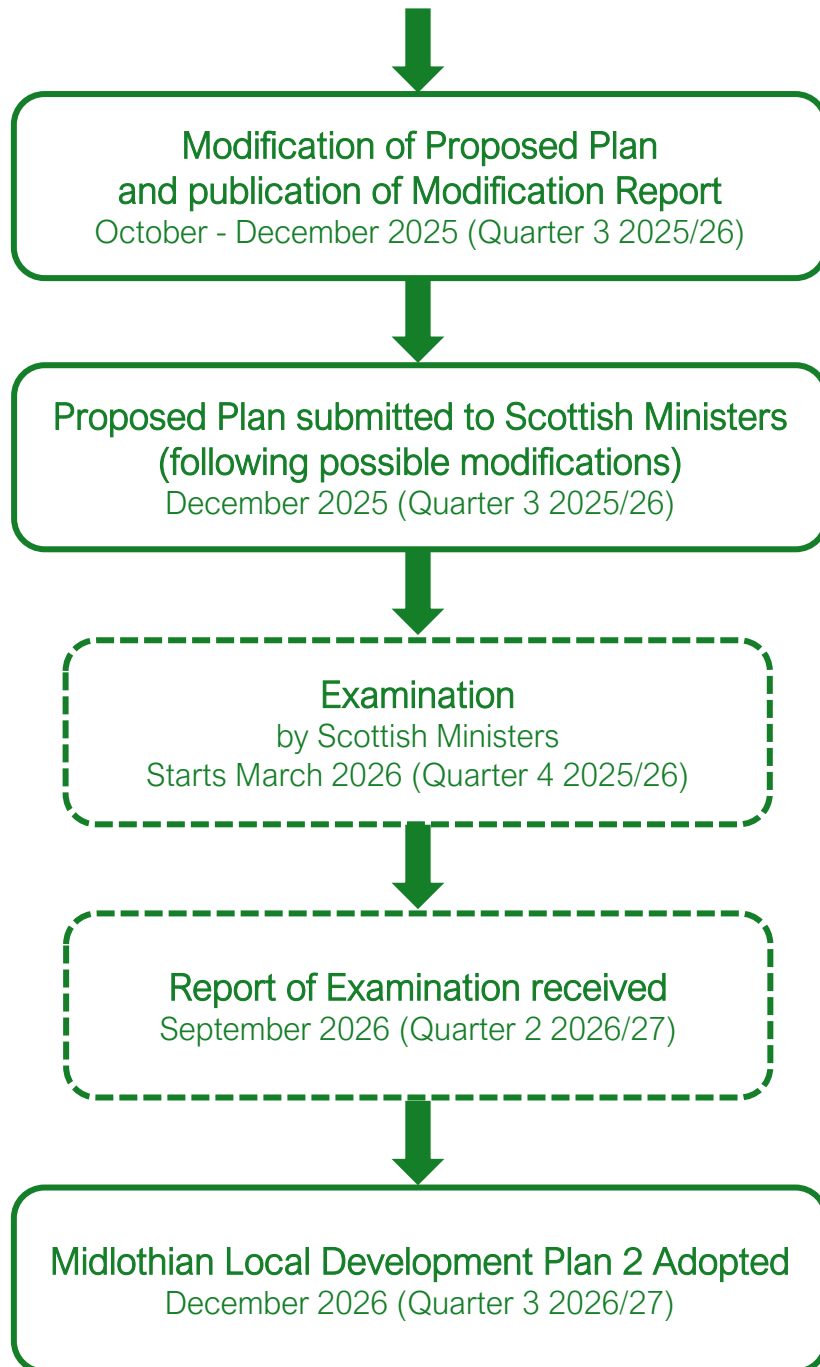 Modification of Proposed Plan
and publication of Modification Report
October - December 2025 (Quarter 3 2025/26)
Proposed Plan submitted to Scottish Ministers
(following possible modifications)
December 2025 (Quarter 3 2025/26)
Examination
by Scottish Ministers
Starts March 2026 (Quarter 4 2025/26)
Report of Examination received
September 2026 (Quarter 2 2026/27)
Midlothian Local Development Plan 2 Adopted
December 2026 (Quarter 3 2026/27)